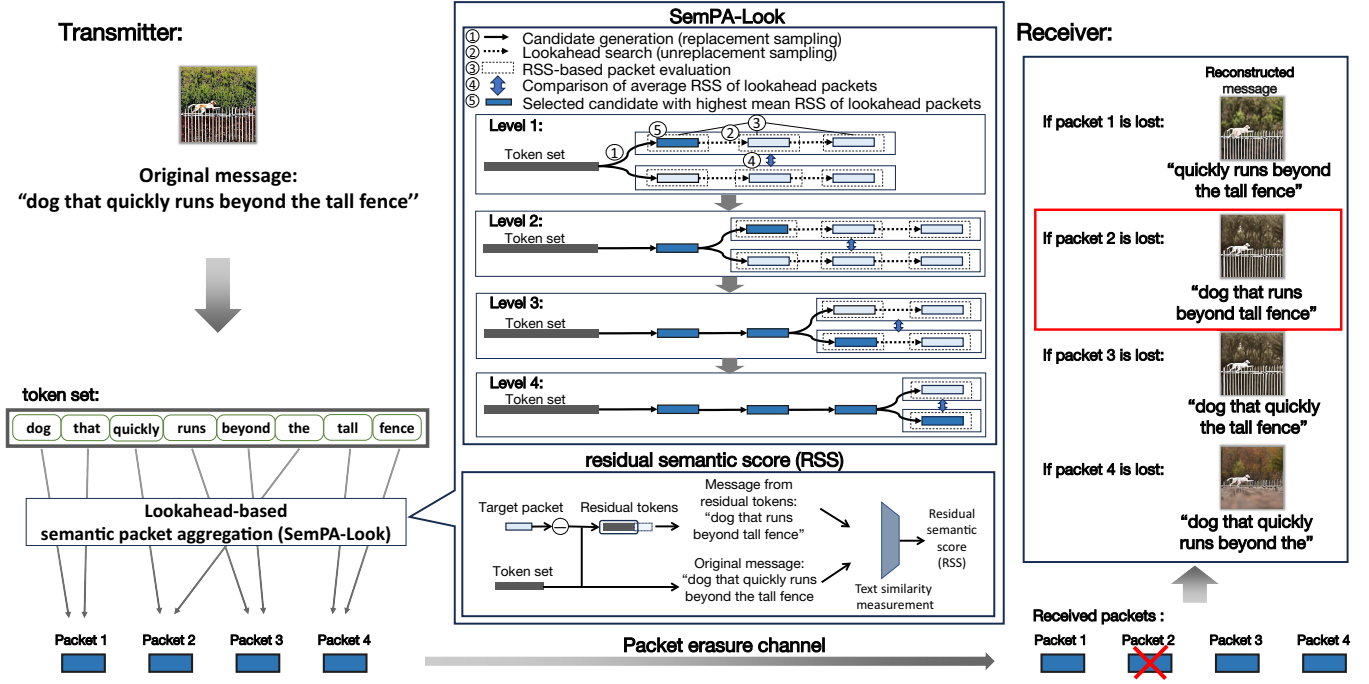 Transmitter:
Original message:
“dog that quickly runs beyond the tall fence’’
token set:
dog that quickly runs beyond the tall fence
Lookahead-based
semantic packet aggregation (SemPA-Look)
Packet 1 Packet 2 Packet 3 Packet 4
SemPA-Look
① Candidate generation (replacement sampling)
② Lookahead search (unreplacement sampling)
③ RSS-based packet evaluation
④ Comparison of average RSS of lookahead packets
⑤ Selected candidate with highest mean RSS of lookahead packets
Level 1:
Token set
① ⑤ ② ③ ④
Level 2:
Token set
Level 3:
Token set
Level 4:
Token set
residual semantic score (RSS)
Target packet
Residual tokens
Token set
Message from
residual tokens:
“dog that runs
beyond tall fence”
Original message:
“dog that quickly runs
beyond the tall fence
Text similarity
measurement
Residual
semantic
score
(RSS)
Packet erasure channel
Receiver:
Reconstructed
message
If packet 1 is lost:
“quickly runs beyond
the tall fence”
If packet 2 is lost:
“dog that runs
beyond tall fence”
If packet 3 is lost:
“dog that quickly
the tall fence”
If packet 4 is lost:
“dog that quickly
runs beyond the”
Received packets :
Packet 1 Packet 2 Packet 3 Packet 4